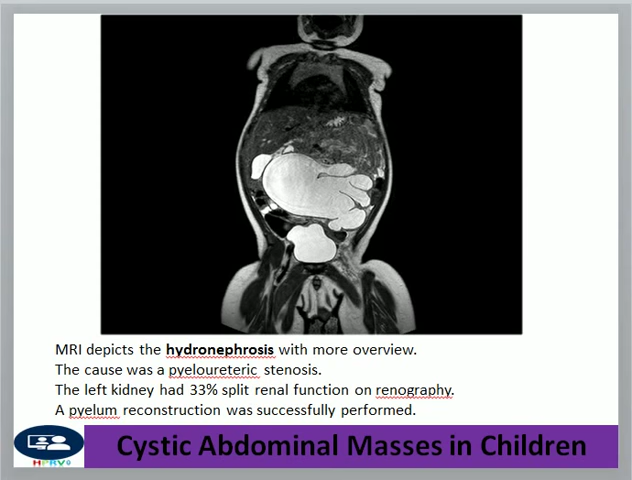 MRI depicts the hydronephrosis with more overview.
The cause was a pyeloureteric stenosis.
The left kidney had 33% split renal function on renography.
A pyelum reconstruction was successfully performed.
Cystic Abdominal Masses in Children